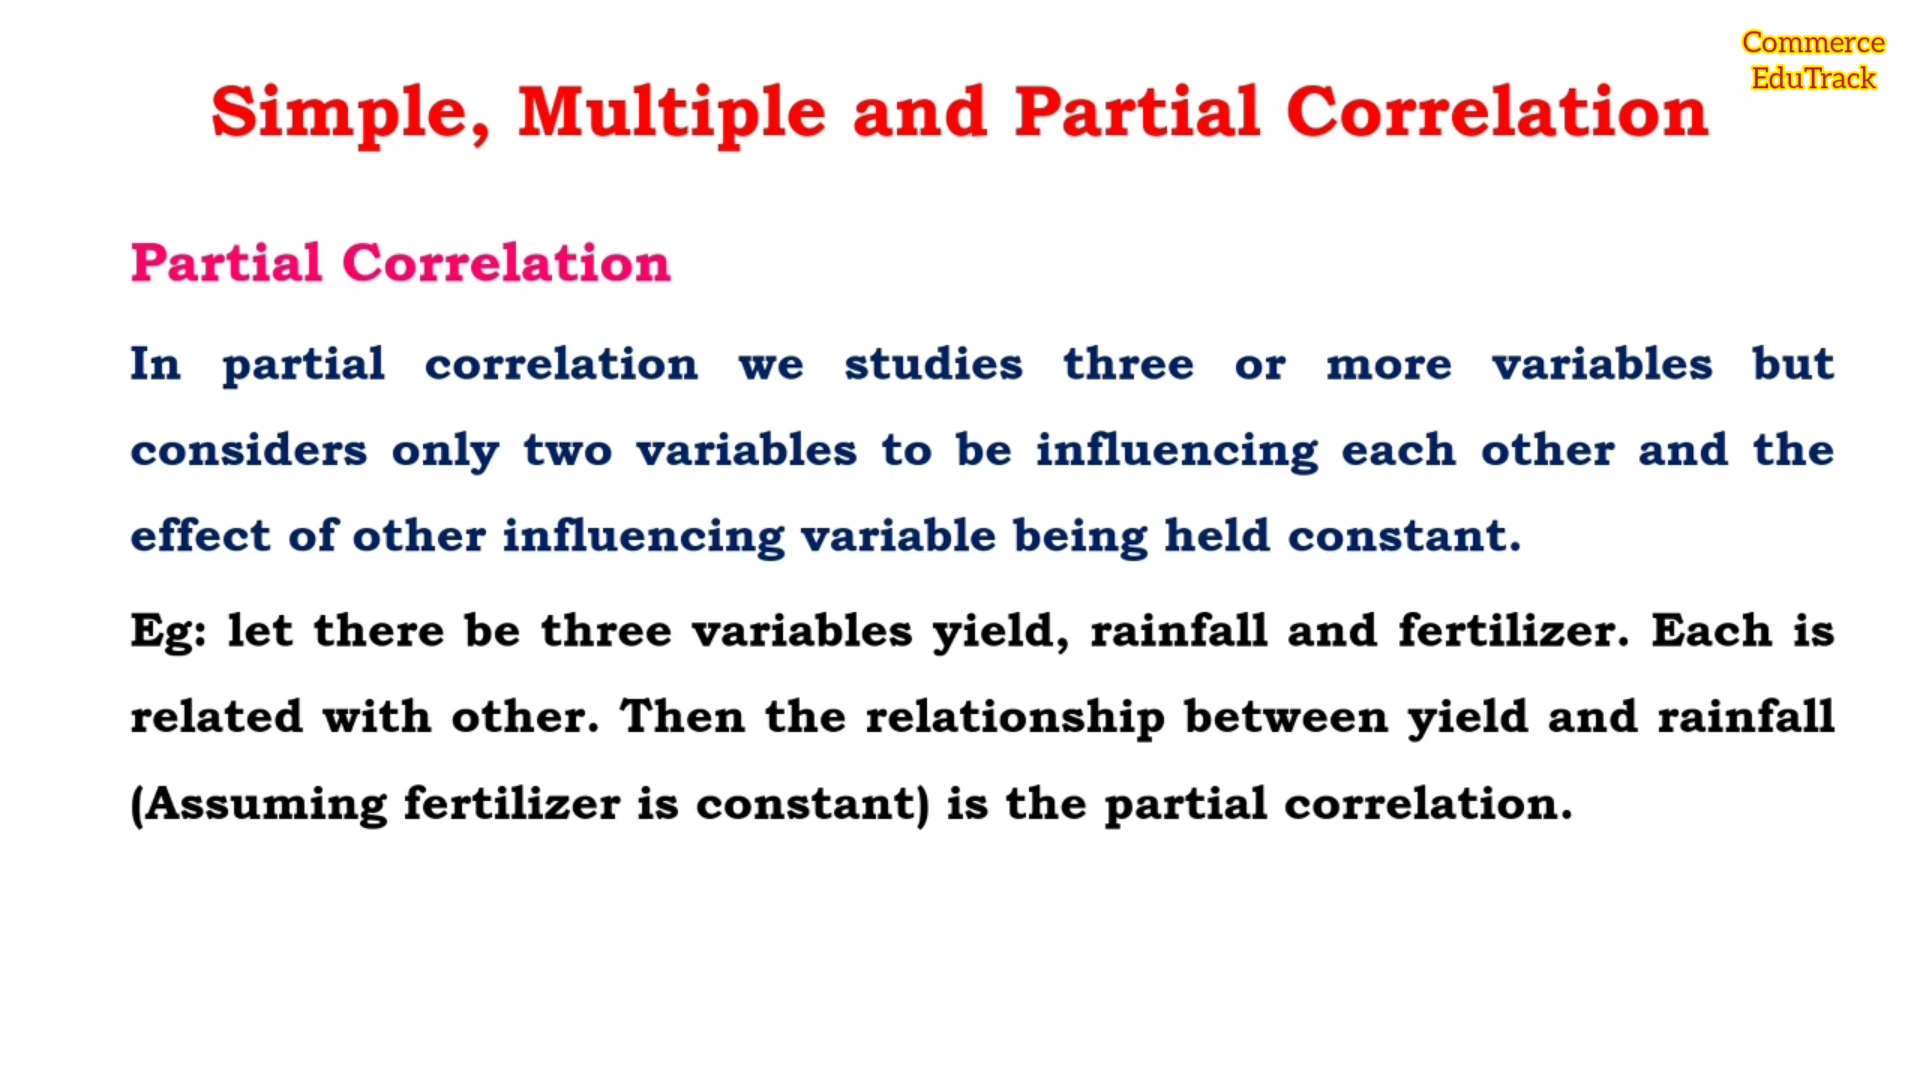 Commerce
EduTrack
Simple, Multiple and Partial Correlation
Partial Correlation
In partial correlation we studies three or more variables but
considers only two variables to be influencing each other and the
effect of other influencing variable being held constant.
Eg: let there be three variables yield, rainfall and fertilizer. Each is
related with other. Then the relationship between yield and rainfall
(Assuming fertilizer is constant) is the partial correlation.